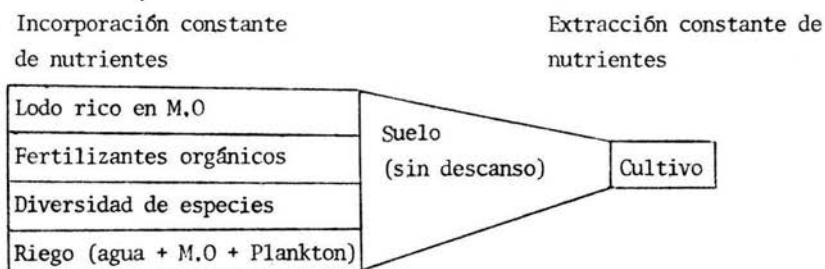 Incorporación constante
de nutrientes
Extracción constante de
nutrientes
Lodo rico en M.O
Fertilizantes orgánicos
Diversidad de especies
Riego (agua + M.O + Plankton)
Suelo
(sin descanso)
Cultivo